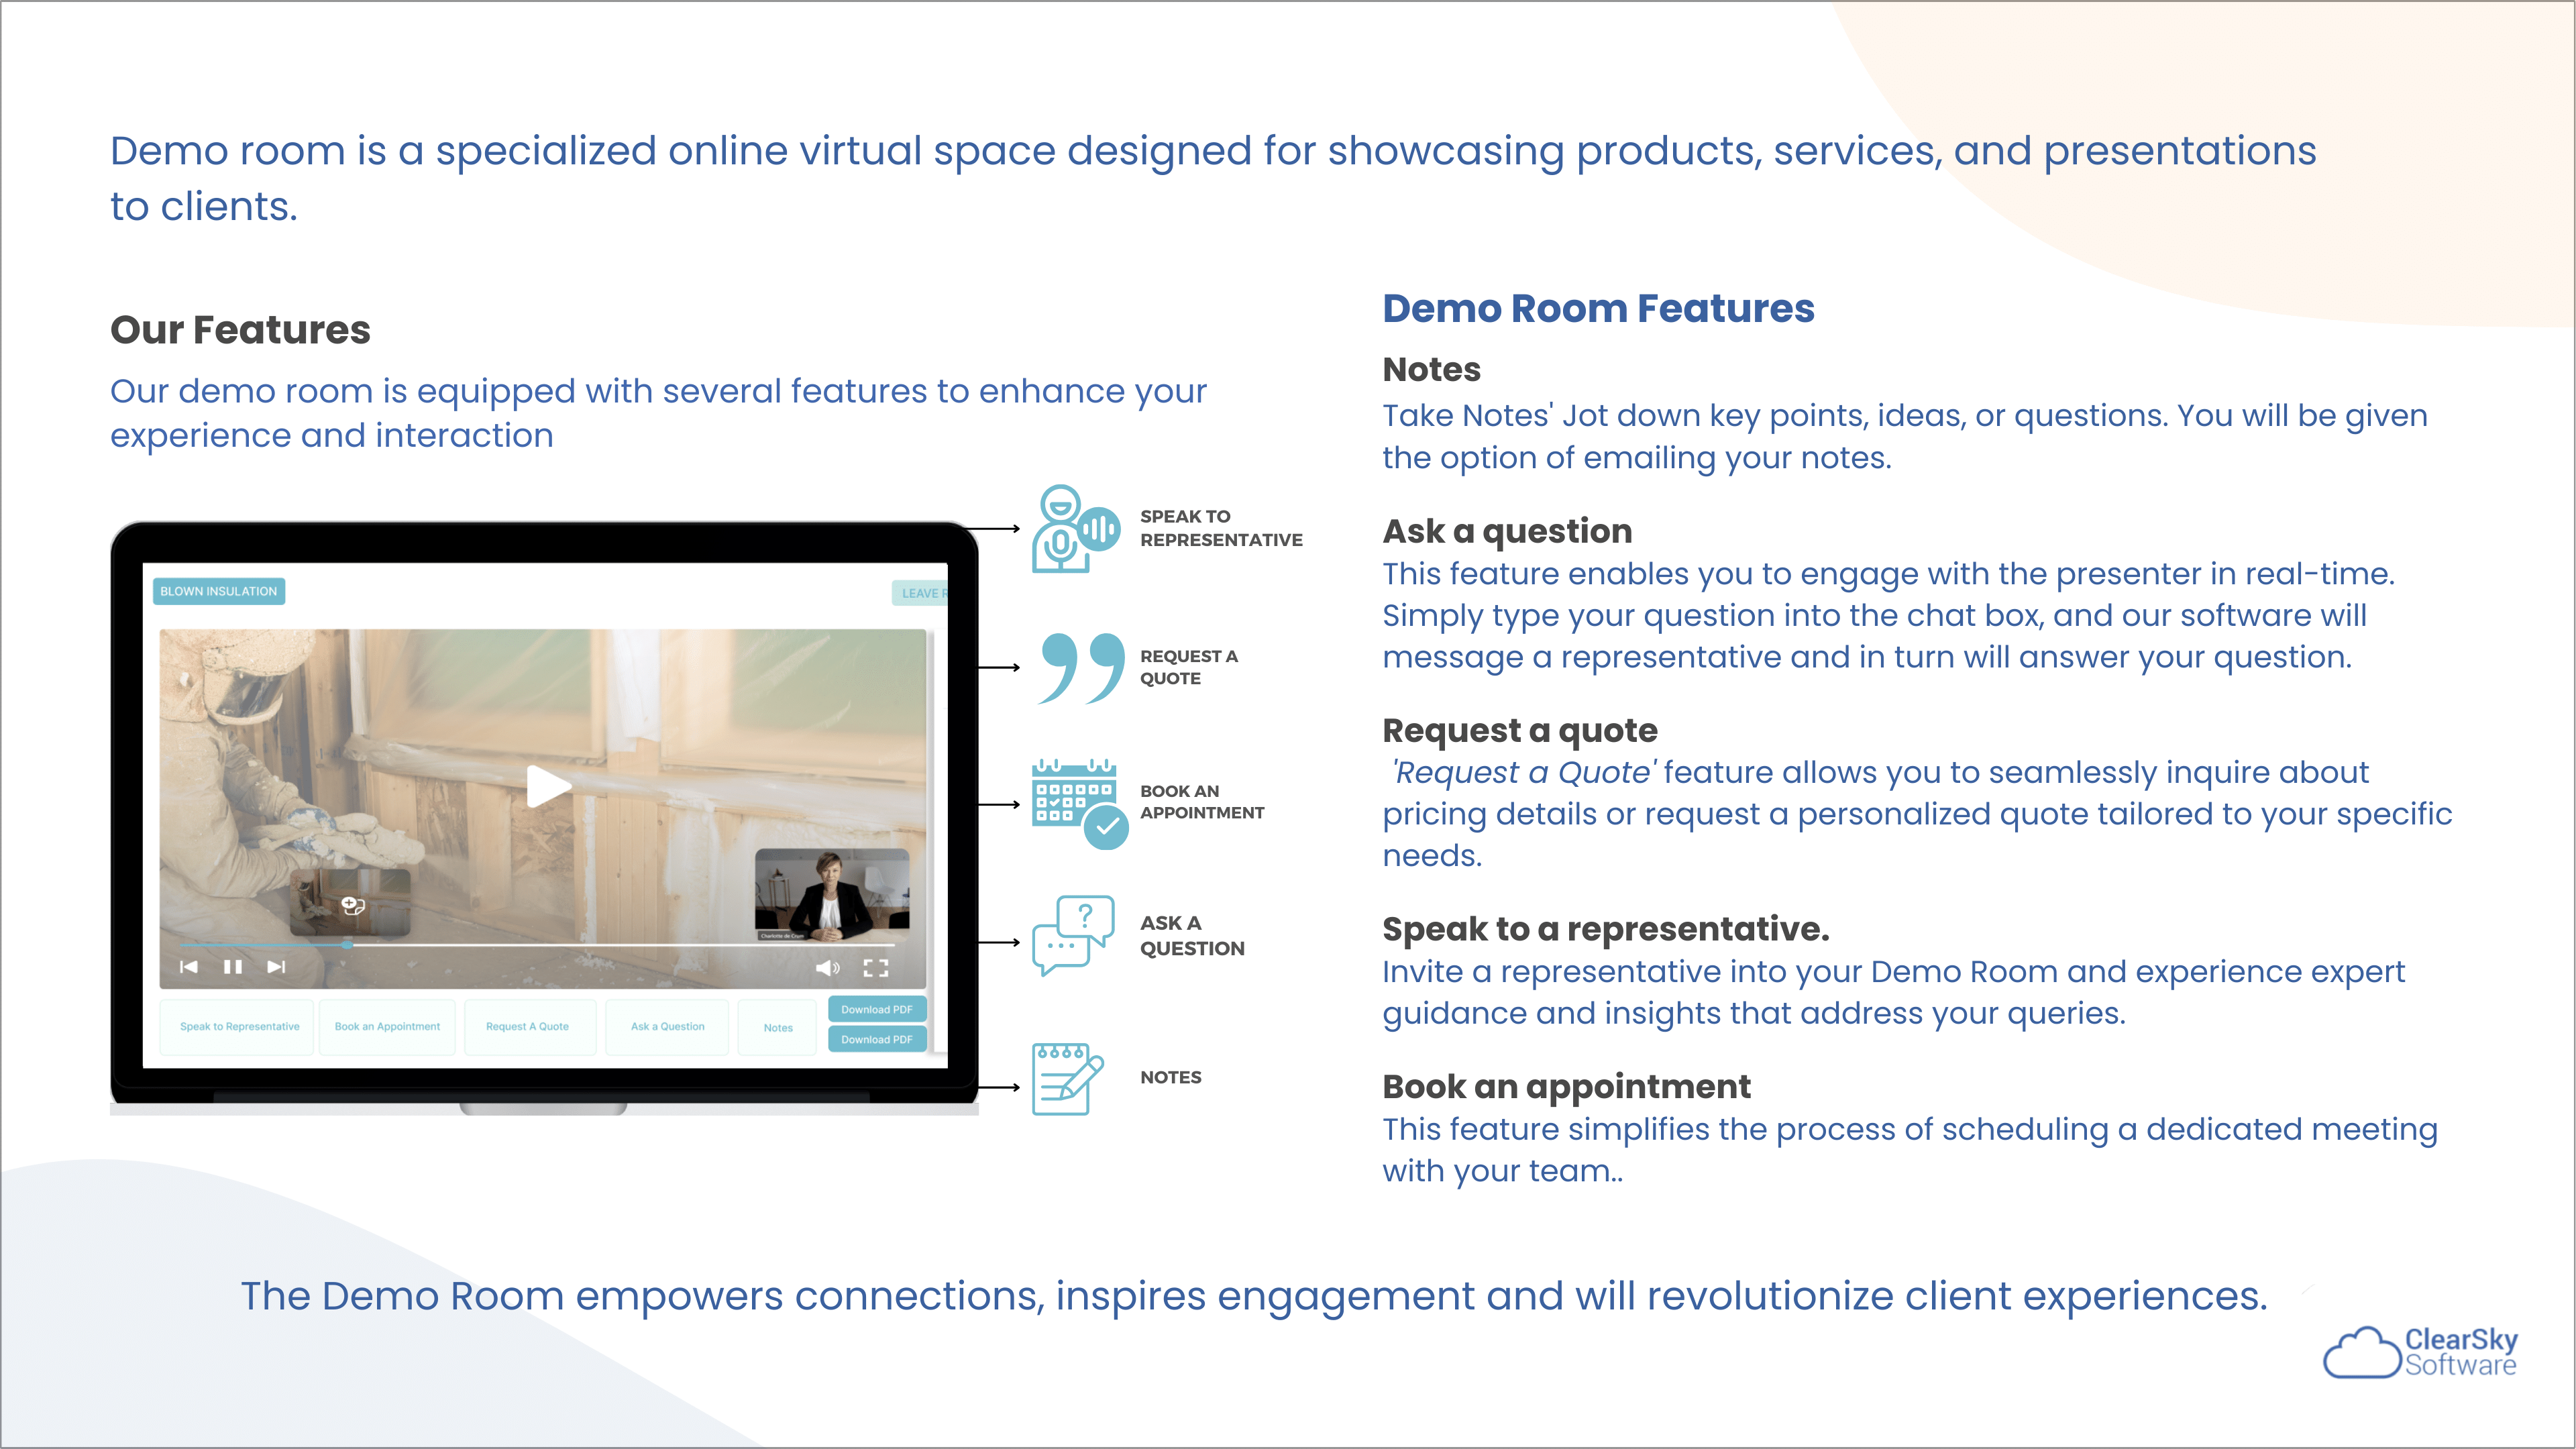 Demo room is a specialized online virtual space designed for showcasing products, services, and presentations
to clients.
Our Features
Our demo room is equipped with several features to enhance your
experience and interaction
BLOWN INSULATION
LEAVE R
Charlotte de Cruyn
Speak to Representative
Book an Appointment
Request A Quote
Ask a Question
Notes
Download PDF
Download PDF
SPEAK TO
REPRESENTATIVE
REQUEST A
QUOTE
BOOK AN
APPOINTMENT
ASK A
QUESTION
NOTES
Demo Room Features
Notes
Take Notes' Jot down key points, ideas, or questions. You will be given
the option of emailing your notes.
Ask a question
This feature enables you to engage with the presenter in real-time.
Simply type your question into the chat box, and our software will
message a representative and in turn will answer your question.
Request a quote
'Request a Quote' feature allows you to seamlessly inquire about
pricing details or request a personalized quote tailored to your specific
needs.
Speak to a representative.
Invite a representative into your Demo Room and experience expert
guidance and insights that address your queries.
Book an appointment
This feature simplifies the process of scheduling a dedicated meeting
with your team..
The Demo Room empowers connections, inspires engagement and will revolutionize client experiences.
ClearSky
Software